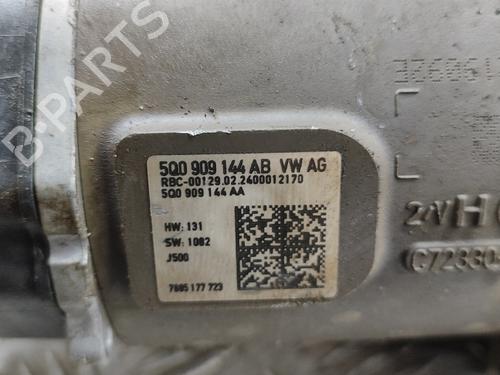 5Q0 909 144 AB VW AG
RBC-00129.02.2400012170
5Q0 909 144 AA
HW: 131
SW: 1082
J500
7805 177 723